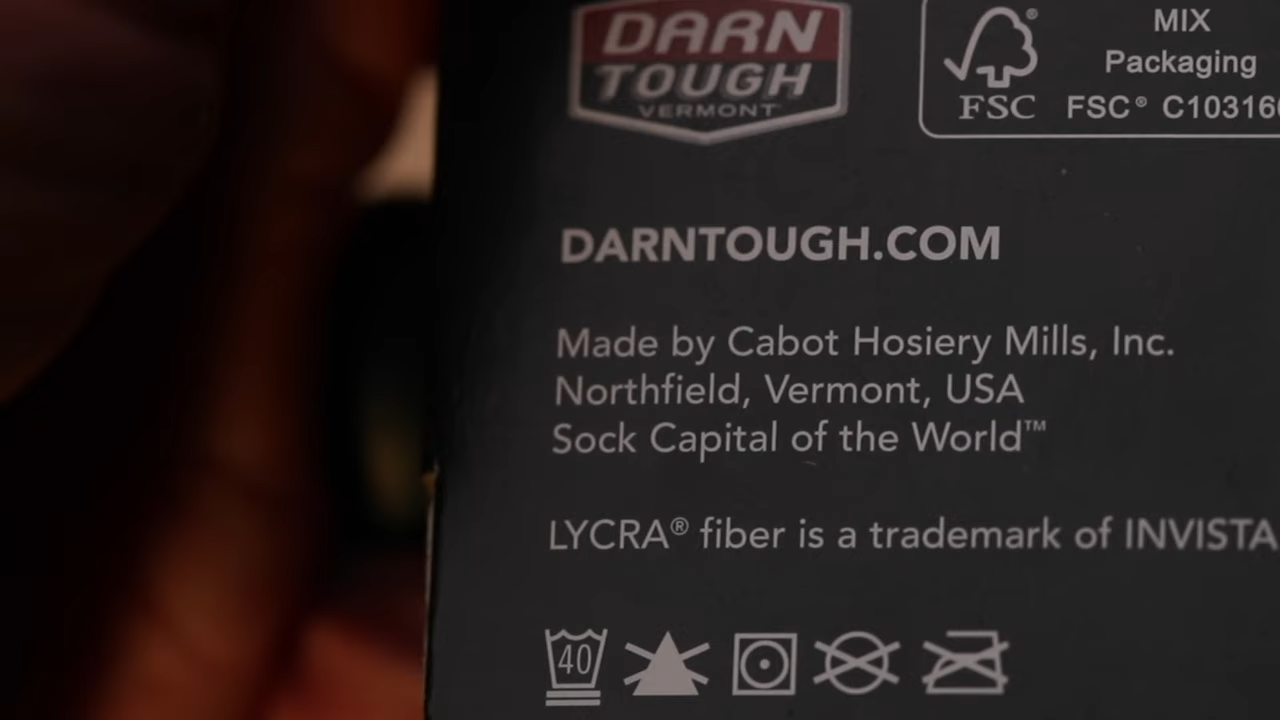 DARN
TOUGH
VERMONT
MIX
Packaging
FSC
FSC® C10316
DARNTOUGH.COM
Made by Cabot Hosiery Mills, Inc.
Northfield, Vermont, USA
Sock Capital of the World™
LYCRA® fiber is a trademark of INVISTA
40